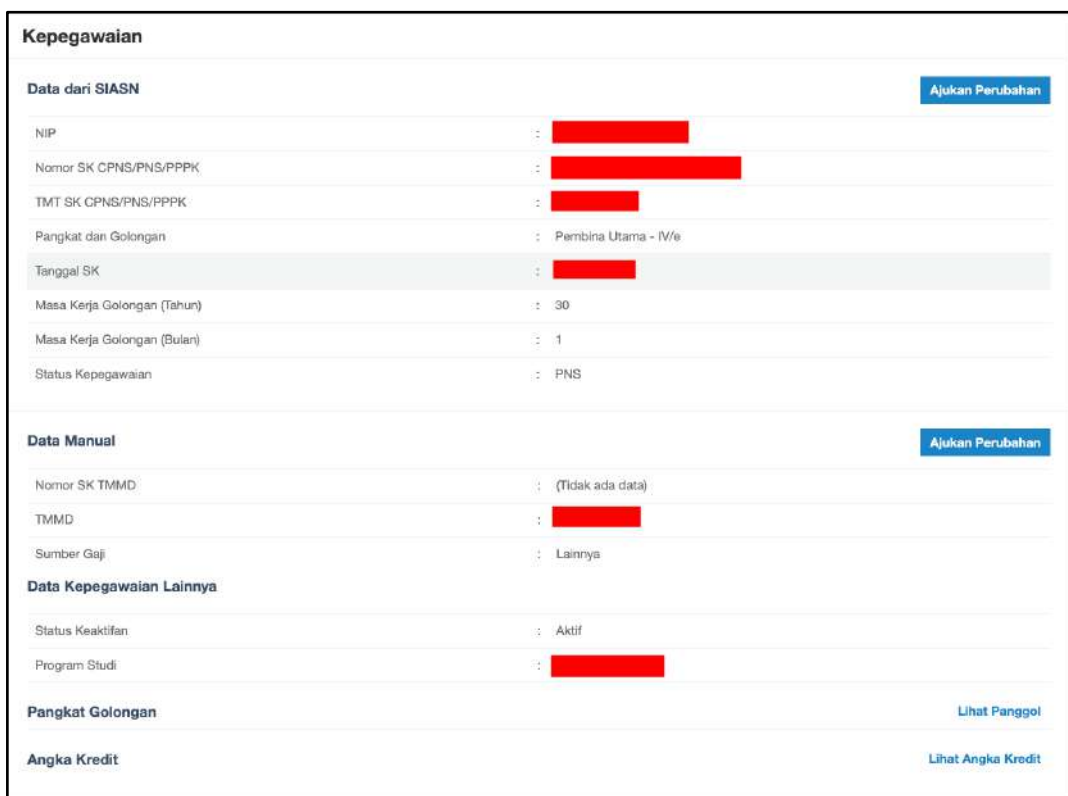 Kepegawaian
Data dari SIASN Ajukan Perubahan
NIP :
Nomor SK CPNS/PNS/PPPK :
TMT SK CPNS/PNS/PPPK :
Pangkat dan Golongan : Pembina Utama - IV/e
Tanggal SK :
Masa Kerja Golongan (Tahun) : 30
Masa Kerja Golongan (Bulan) : 1
Status Kepegawaian : PNS
Data Manual Ajukan Perubahan
Nomor SK TMMD : (Tidak ada data)
TMMD :
Sumber Gaji : Lainnya
Data Kepegawaian Lainnya
Status Keaktifan : Aktif
Program Studi :
Pangkat Golongan Lihat Panggol
Angka Kredit Lihat Angka Kredit